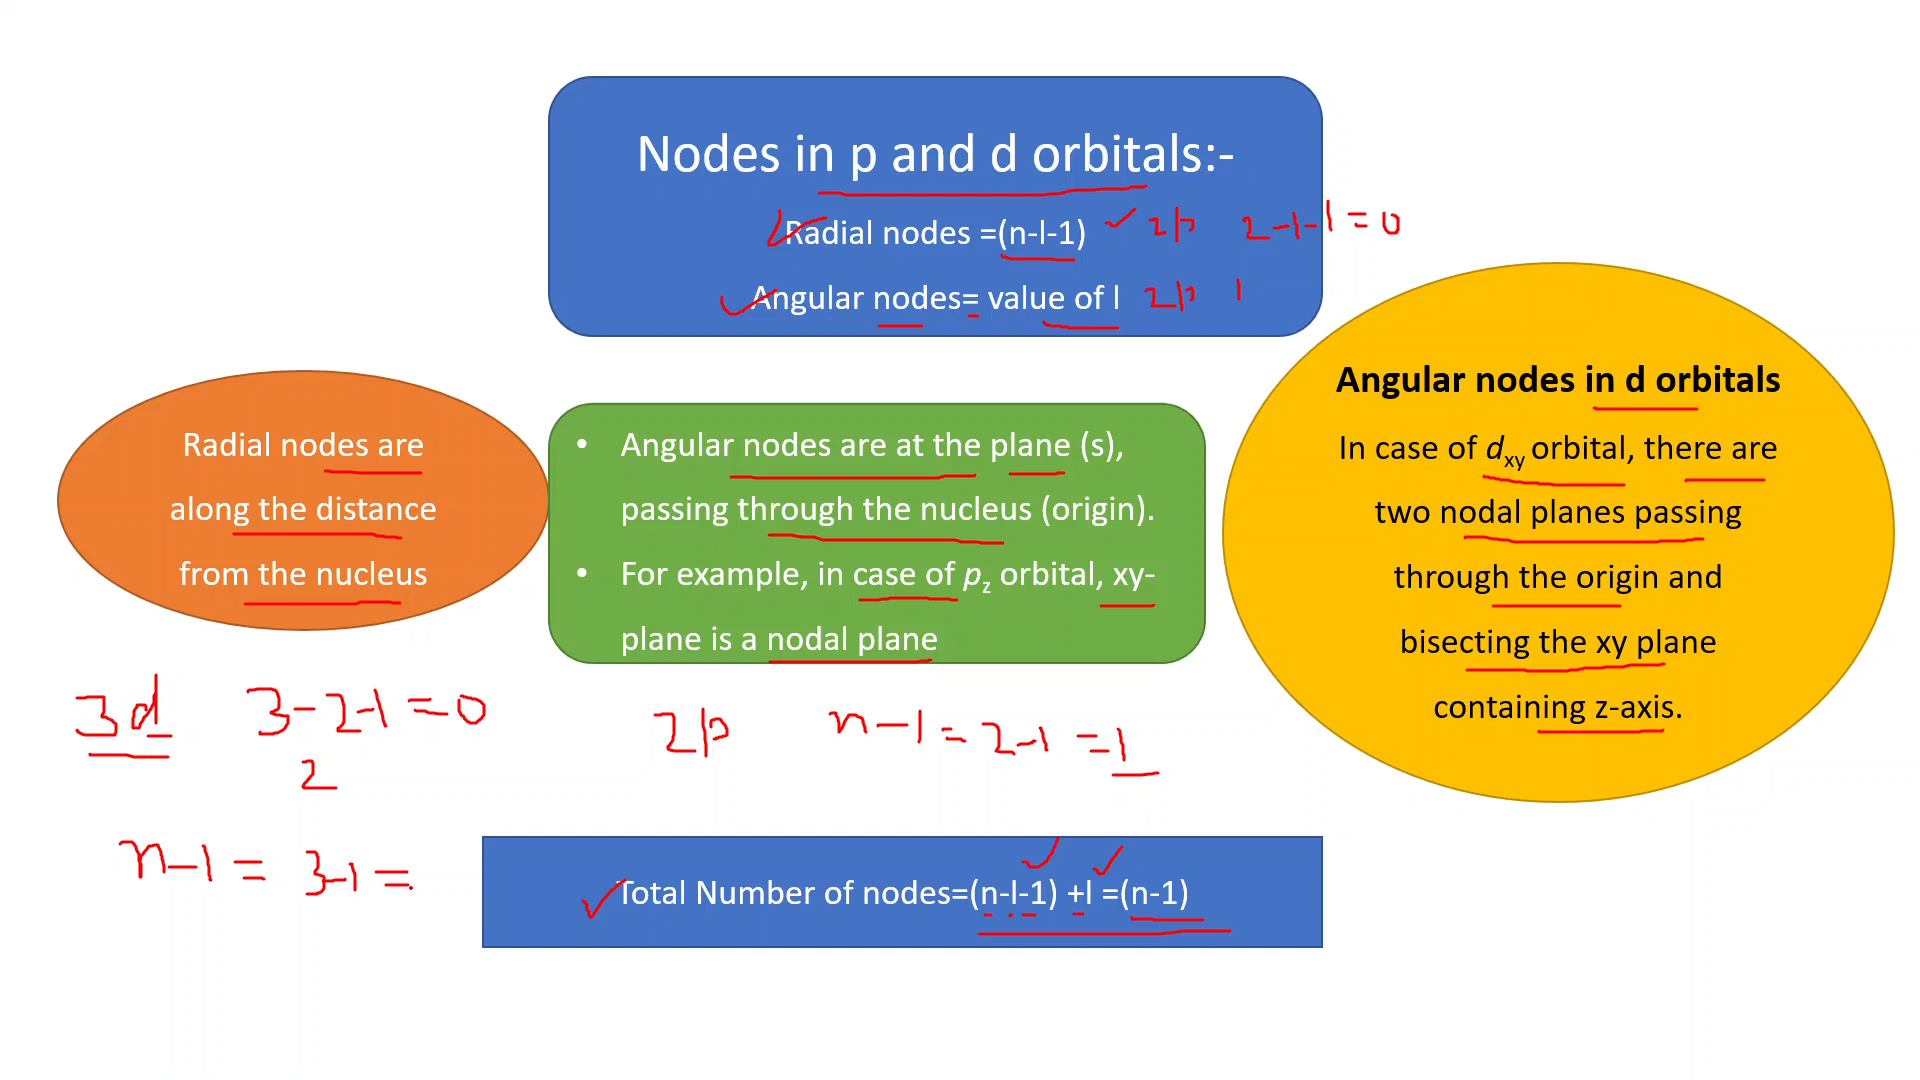 Nodes in p and d orbitals:-
Radial nodes =(n-l-1) 2p 2-1-1=0
Angular nodes= value of l 2p 1
Radial nodes are
along the distance
from the nucleus
• Angular nodes are at the plane (s),
passing through the nucleus (origin).
• For example, in case of pz orbital, xy-
plane is a nodal plane
Angular nodes in d orbitals
In case of dxy orbital, there are
two nodal planes passing
through the origin and
bisecting the xy plane
containing z-axis.
3d 3-2-1=0
2
2p n-1=2-1=1
n-1= 3-1=
Total Number of nodes=(n-l-1) +l =(n-1)